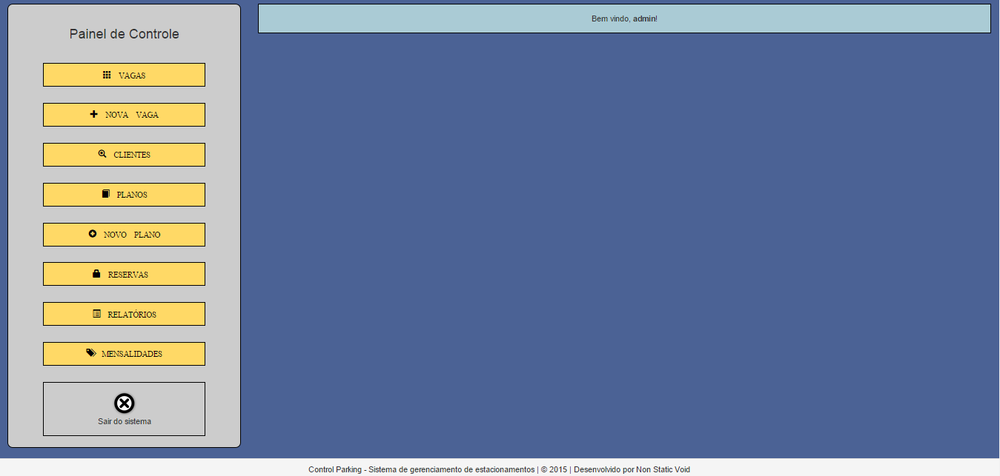 Painel de Controle
VAGAS
NOVA VAGA
CLIENTES
PLANOS
NOVO PLANO
RESERVAS
RELATÓRIOS
MENSALIDADES
Sair do sistema
Bem vindo, admin!
Control Parking - Sistema de gerenciamento de estacionamentos | © 2015 | Desenvolvido por Non Static Void